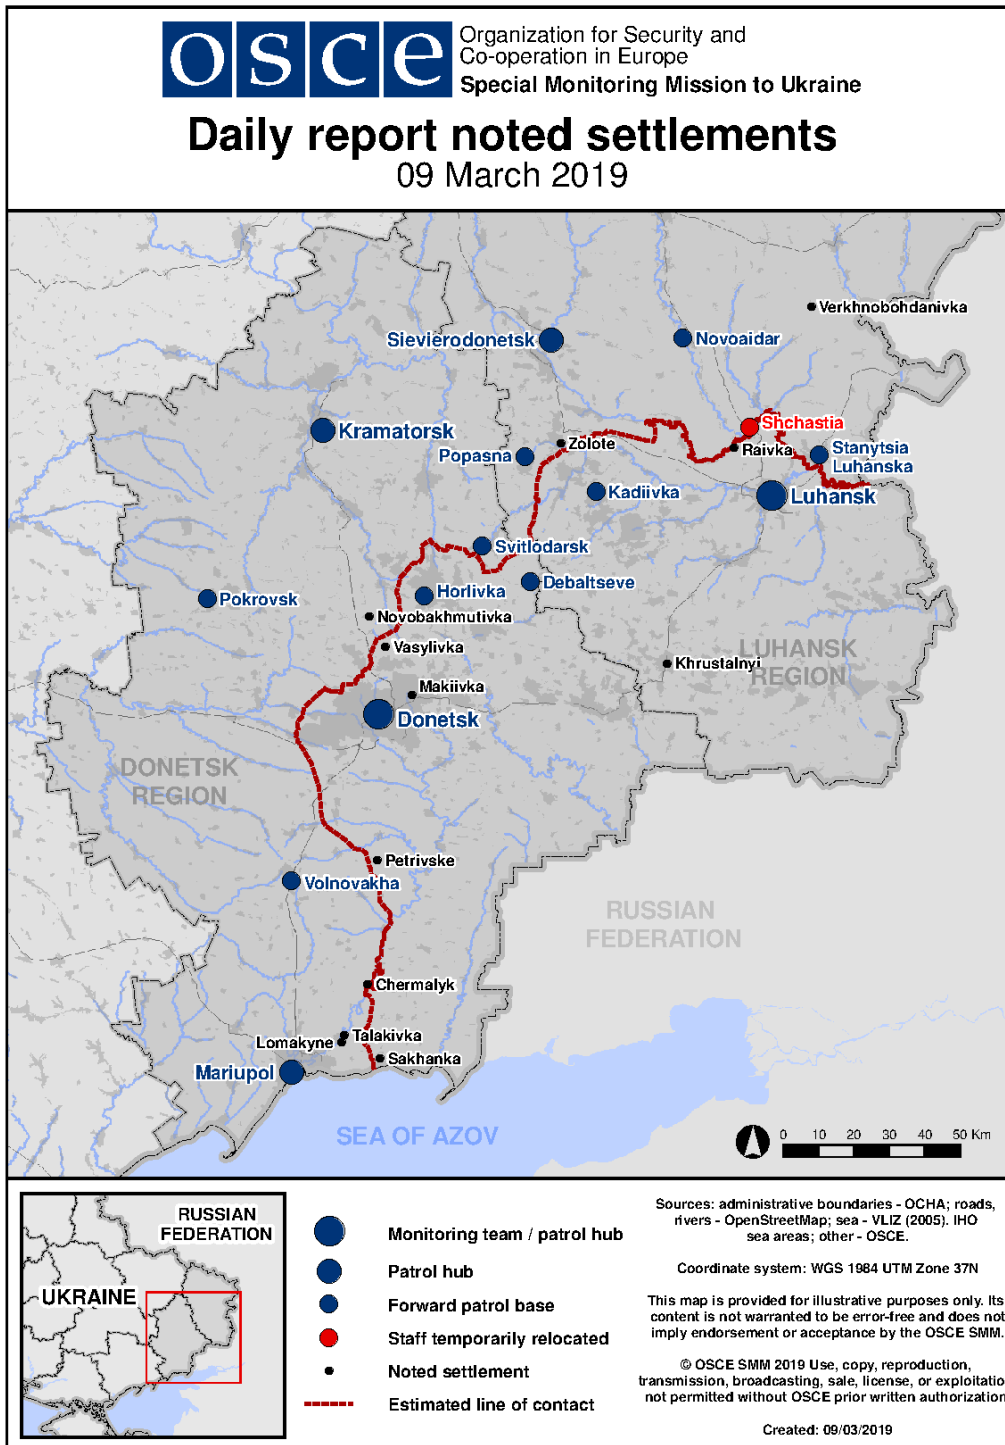 osce
Organization for Security and
Co-operation in Europe
Special Monitoring Mission to Ukraine
Daily report noted settlements
09 March 2019
Verkhnobohdanivka
Sievierodonetsk
Novoaidar
Kramatorsk
Shchastia
Zolote
Raivka
Popasna
Stanytsia
Luhanska
Kadiivka
Luhansk
Svitlodarsk
Debaltseve
Horlivka
Pokrovsk
Novobakhmutivka
Vasylivka
LUHANSK
REGION
Khrustalnyi
Makiivka
Donetsk
DONETSK
REGION
Petrivske
Volnovakha
RUSSIAN
FEDERATION
Chermalyk
Talakivka
Lomakyne
Sakhanka
Mariupol
SEA OF AZOV
0 10 20 30 40 50 Km
RUSSIAN
FEDERATION
UKRAINE
Monitoring team / patrol hub
Patrol hub
Forward patrol base
Staff temporarily relocated
Noted settlement
Estimated line of contact
Sources: administrative boundaries - OCHA; roads,
rivers - OpenStreetMap; sea - VLIZ (2005). IHO
sea areas; other - OSCE.
Coordinate system: WGS 1984 UTM Zone 37N
This map is provided for illustrative purposes only. Its
content is not warranted to be error-free and does not
imply endorsement or acceptance by the OSCE SMM.
© OSCE SMM 2019 Use, copy, reproduction,
transmission, broadcasting, sale, license, or exploitatio
not permitted without OSCE prior written authorization
Created: 09/03/2019